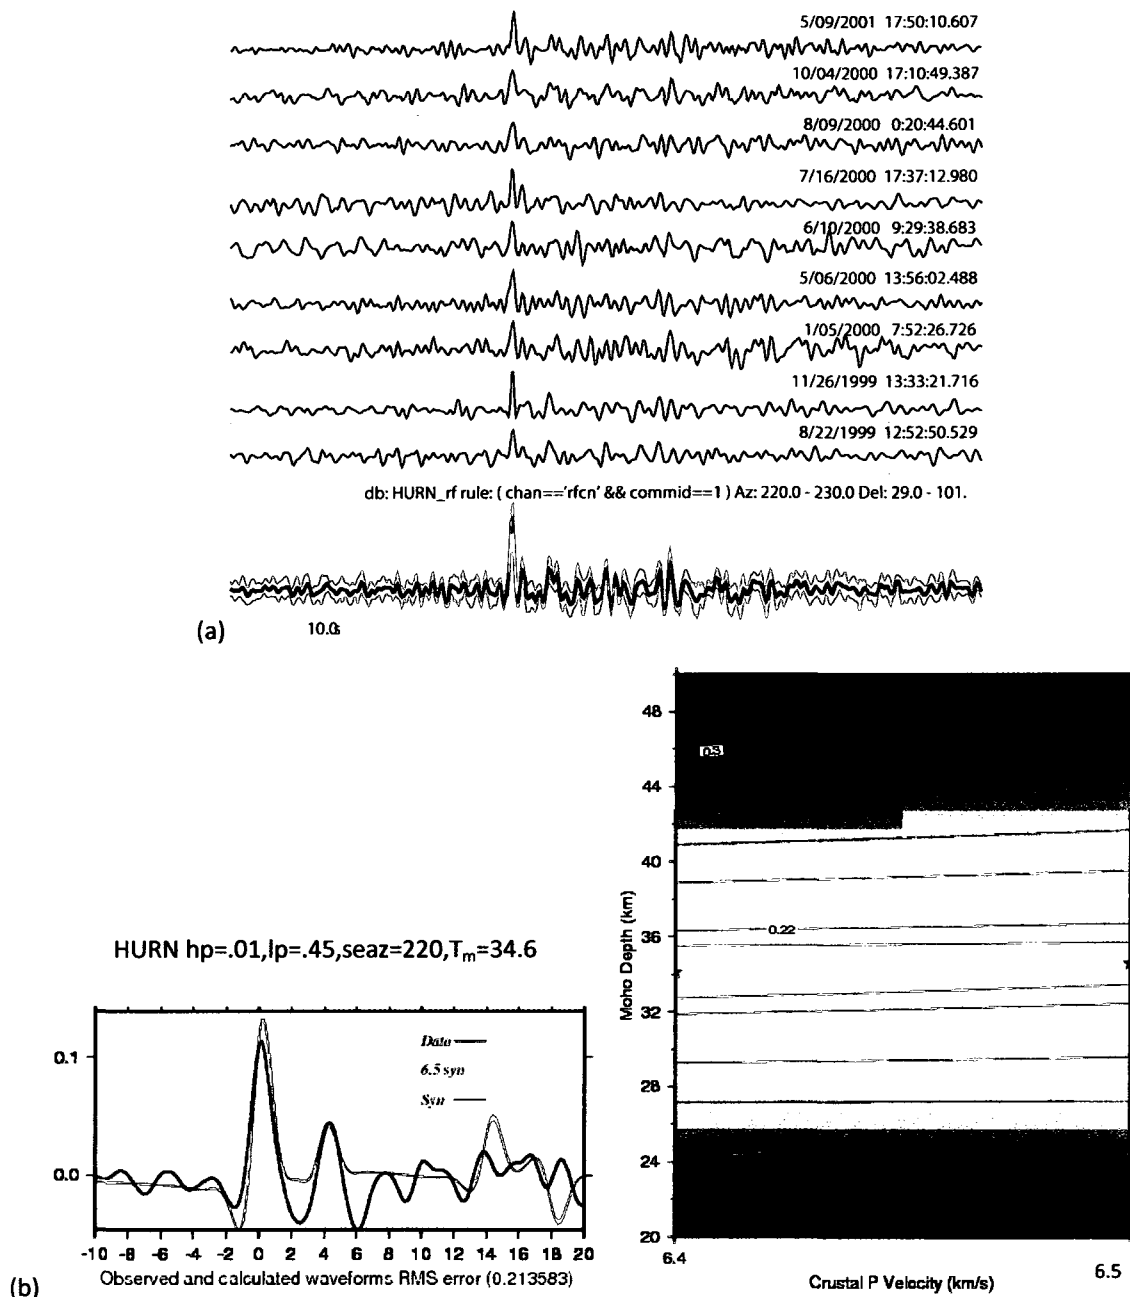 5/09/2001 17:50:10.607
10/04/2000 17:10:49.387
8/09/2000 0:20:44.601
7/16/2000 17:37:12.980
6/10/2000 9:29:38.683
5/06/2000 13:56:02.488
1/05/2000 7:52:26.726
11/26/1999 13:33:21.716
8/22/1999 12:52:50.529
db: HURN_rf rule: ( chan=='rfcn' && commid==1 ) Az: 220.0 - 230.0 Del: 29.0 - 101.
(a)
10.0s
HURN hp=.01,lp=.45,seaz=220,Tm=34.6
0.1
0.0
Data
6.5 syn
Syn
-10 -8 -6 -4 -2 0 2 4 6 8 10 12 14 16 18 20
Observed and calculated waveforms RMS error (0.213583)
(b)
48
44
40
36
32
28
24
20
Moho Depth (km)
0.3
0.22
6.4
6.5
Crustal P Velocity (km/s)